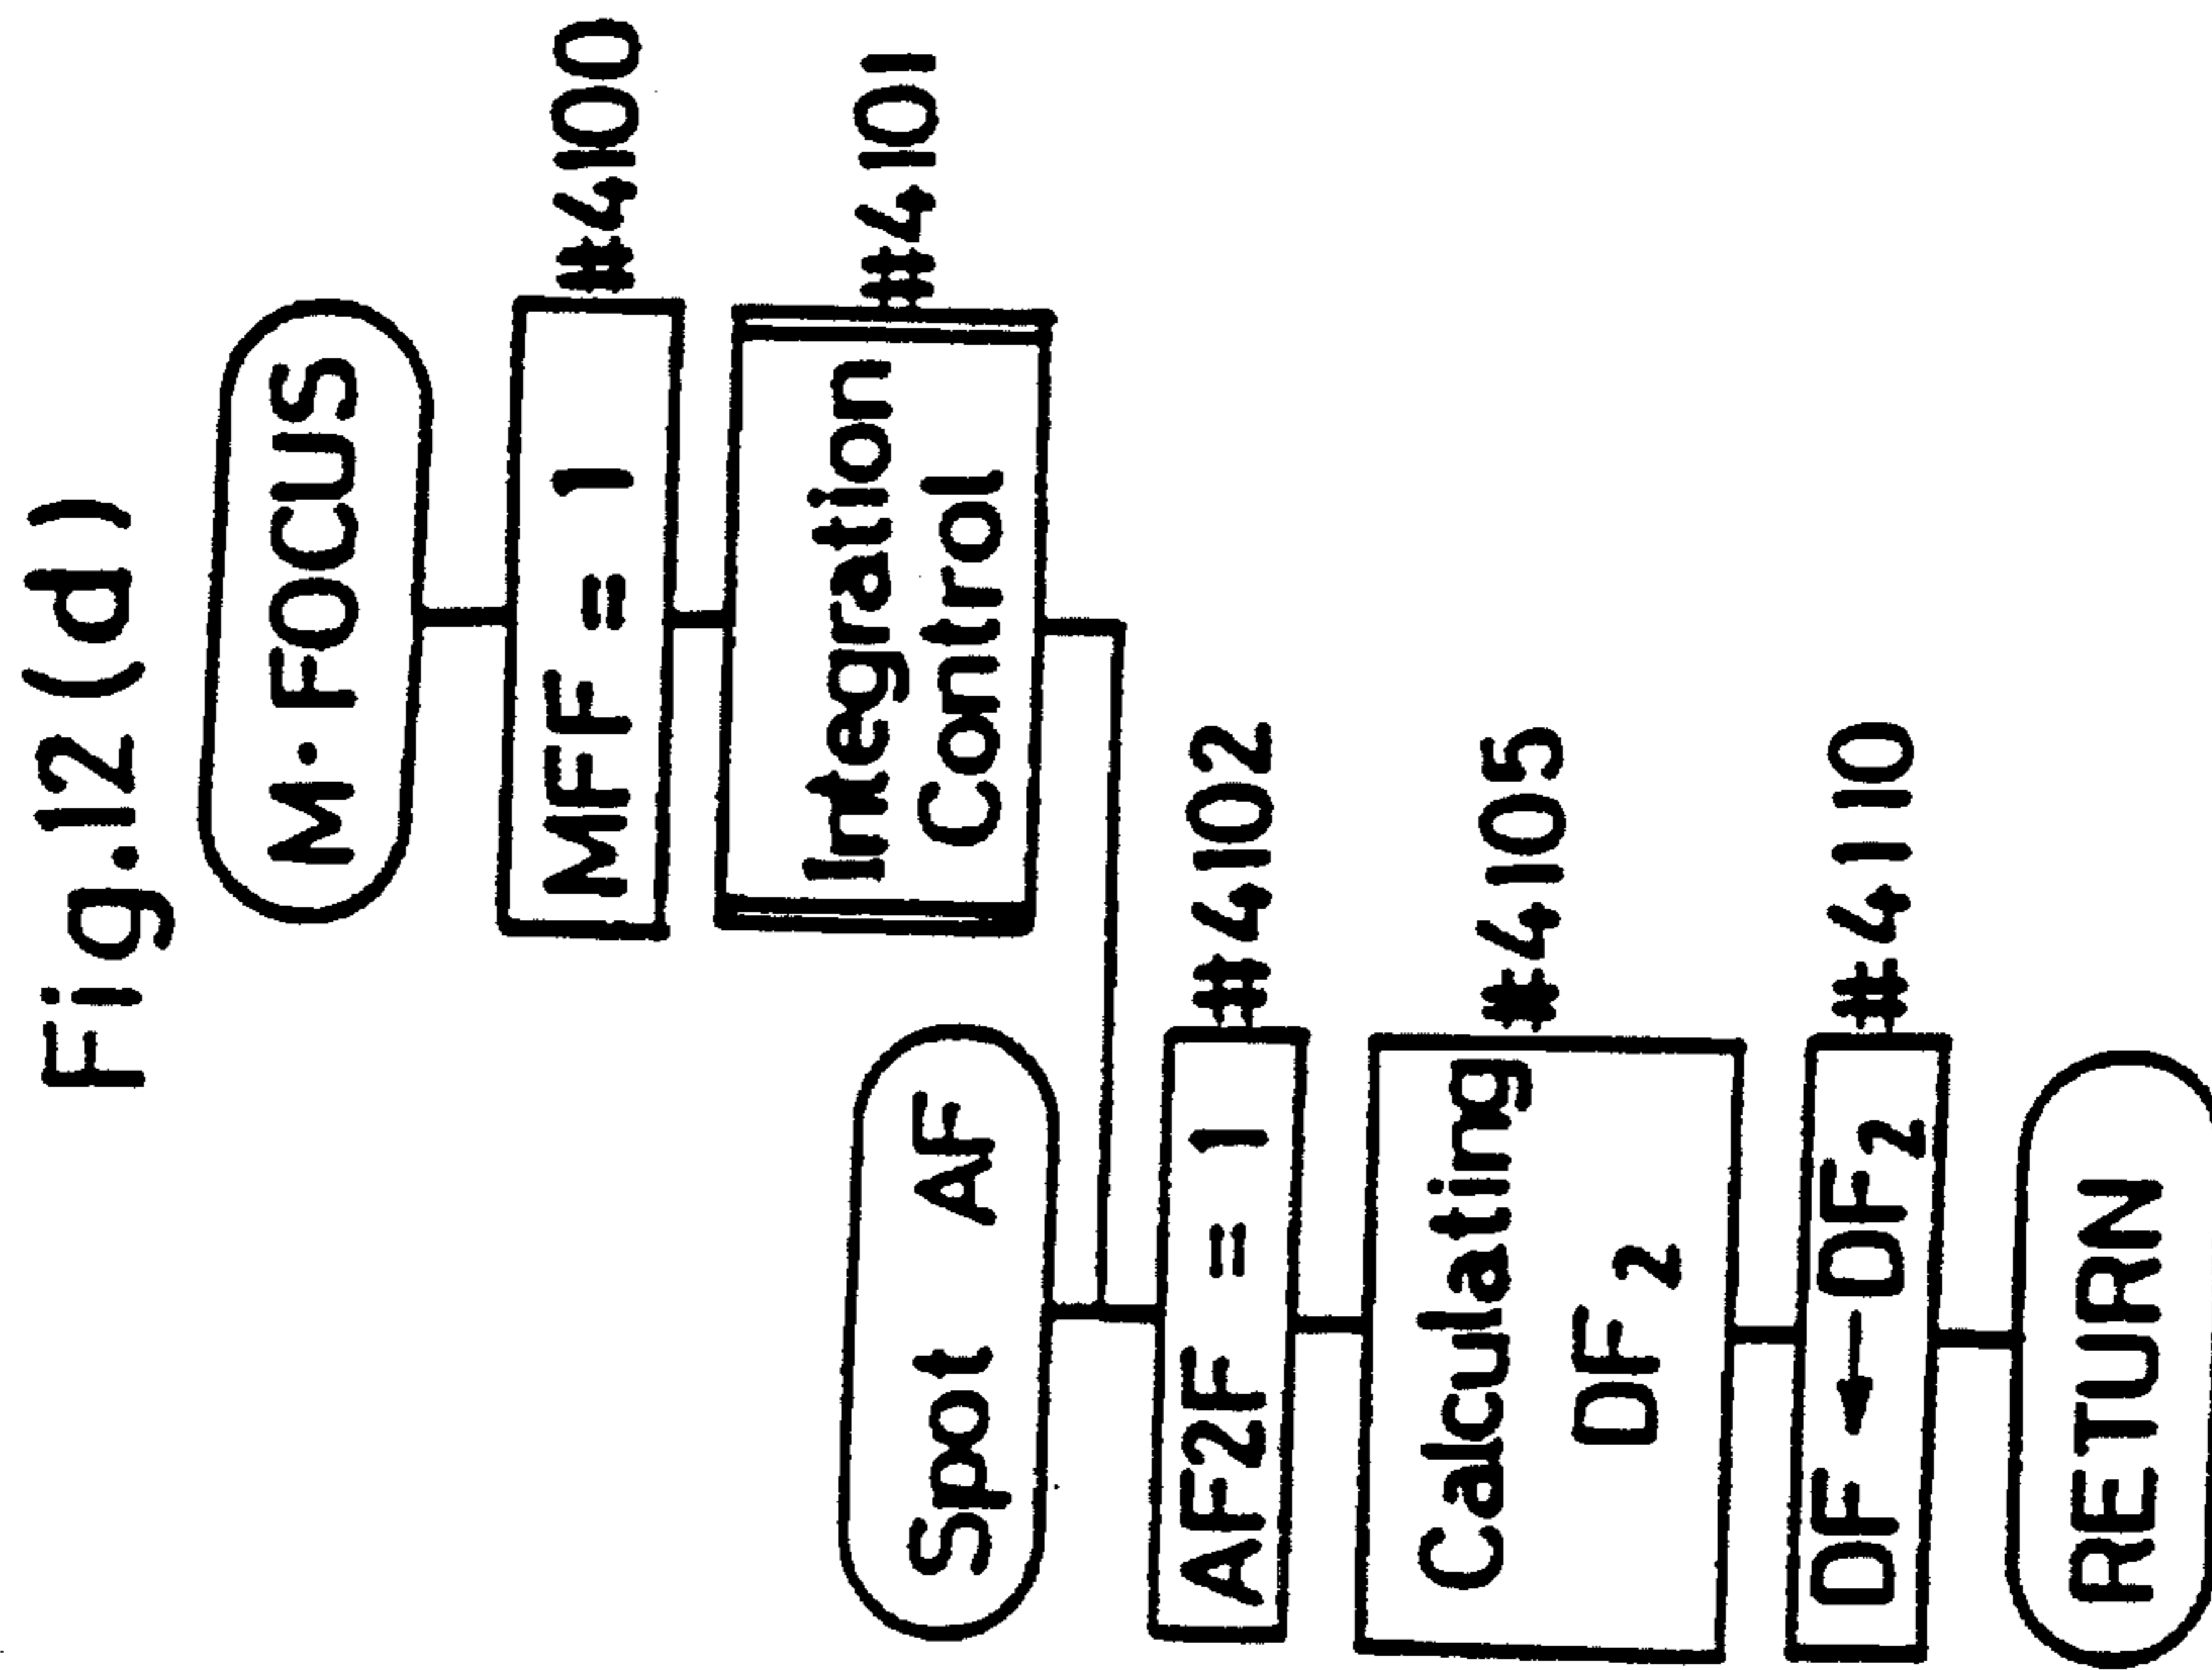 Fig.12(d)
M·FOCUS
MFF = 1
#4100
Integration
Control
#4101
Spot AF
AF2F = 1
#4102
Calculating
DF2
#4105
DF ← DF2
#4110
RETURN